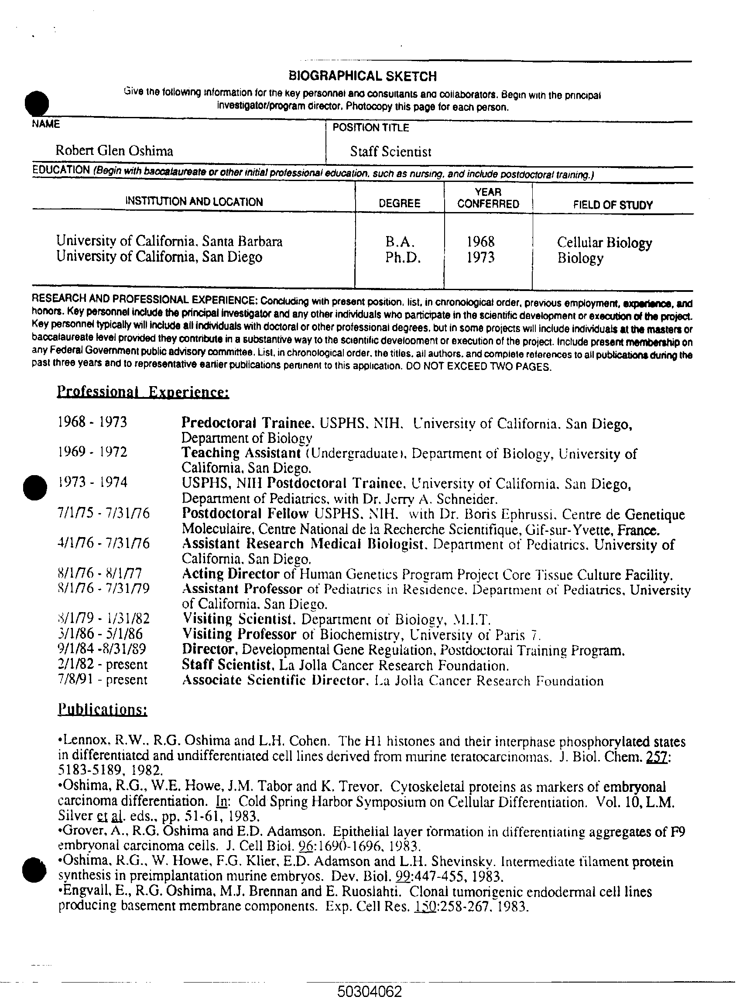 BIOGRAPHICAL SKETCH
Give the following information for the key personnel and consultants and collaborators. Begin with the principal
investigator/program director. Photocopy this page for each person.
NAME
POSITION TITLE
Robert Glen Oshima
Staff Scientist
EDUCATION (Begin with baccalaureate or other initial professional education, such as nursing, and include postdoctoral training.)
INSTITUTION AND LOCATION DEGREE YEAR CONFERRED FIELD OF STUDY
University of California, Santa Barbara B.A. 1968 Cellular Biology
University of California, San Diego Ph.D. 1973 Biology
RESEARCH AND PROFESSIONAL EXPERIENCE: Concluding with present position, list, in chronological order, previous employment, experience, and
honors. Key personnel include the principal investigator and any other individuals who participate in the scientific development or execution of the project.
Key personnel typically will include all individuals with doctoral or other professional degrees, but in some projects will include individuals at the masters or
baccalaureate level provided they contribute in a substantive way to the scientific development or execution of the project. Include present membership on
any Federal Government public advisory committee. List, in chronological order, the titles, all authors, and complete references to all publications during the
past three years and to representative earlier publications pertinent to this application. DO NOT EXCEED TWO PAGES.
Professional Experience:
1968 - 1973 Predoctoral Trainee, USPHS, NIH. University of California, San Diego,
Department of Biology
1969 - 1972 Teaching Assistant (Undergraduate), Department of Biology, University of
California, San Diego.
1973 - 1974 USPHS, NIH Postdoctoral Trainee, University of California, San Diego,
Department of Pediatrics, with Dr. Jerry A. Schneider.
7/1/75 - 7/31/76 Postdoctoral Fellow USPHS, NIH. with Dr. Boris Ephrussi, Centre de Genetique
Moleculaire, Centre National de la Recherche Scientifique, Gif-sur-Yvette, France.
4/1/76 - 7/31/76 Assistant Research Medical Biologist, Department of Pediatrics, University of
California, San Diego.
8/1/76 - 8/1/77 Acting Director of Human Genetics Program Project Core Tissue Culture Facility.
8/1/76 - 7/31/79 Assistant Professor of Pediatrics in Residence, Department of Pediatrics, University
of California, San Diego.
8/1/79 - 1/31/82 Visiting Scientist, Department of Biology, M.I.T.
3/1/86 - 5/1/86 Visiting Professor of Biochemistry, University of Paris 7.
9/1/84 -8/31/89 Director, Developmental Gene Regulation, Postdoctoral Training Program.
2/1/82 - present Staff Scientist, La Jolla Cancer Research Foundation.
7/8/91 - present Associate Scientific Director, La Jolla Cancer Research Foundation
Publications:
•Lennox, R.W., R.G. Oshima and L.H. Cohen. The H1 histones and their interphase phosphorylated states
in differentiated and undifferentiated cell lines derived from murine teratocarcinomas. J. Biol. Chem. 257:
5183-5189, 1982.
•Oshima, R.G., W.E. Howe, J.M. Tabor and K. Trevor. Cytoskeletal proteins as markers of embryonal
carcinoma differentiation. In: Cold Spring Harbor Symposium on Cellular Differentiation. Vol. 10, L.M.
Silver et al. eds., pp. 51-61, 1983.
•Grover, A., R.G. Oshima and E.D. Adamson. Epithelial layer formation in differentiating aggregates of F9
embryonal carcinoma cells. J. Cell Biol. 96:1690-1696, 1983.
•Oshima, R.G., W. Howe, F.G. Klier, E.D. Adamson and L.H. Shevinsky. Intermediate filament protein
synthesis in preimplantation murine embryos. Dev. Biol. 99:447-455, 1983.
•Engvall, E., R.G. Oshima, M.J. Brennan and E. Ruoslahti. Clonal tumorigenic endodermal cell lines
producing basement membrane components. Exp. Cell Res. 150:258-267, 1983.
50304062